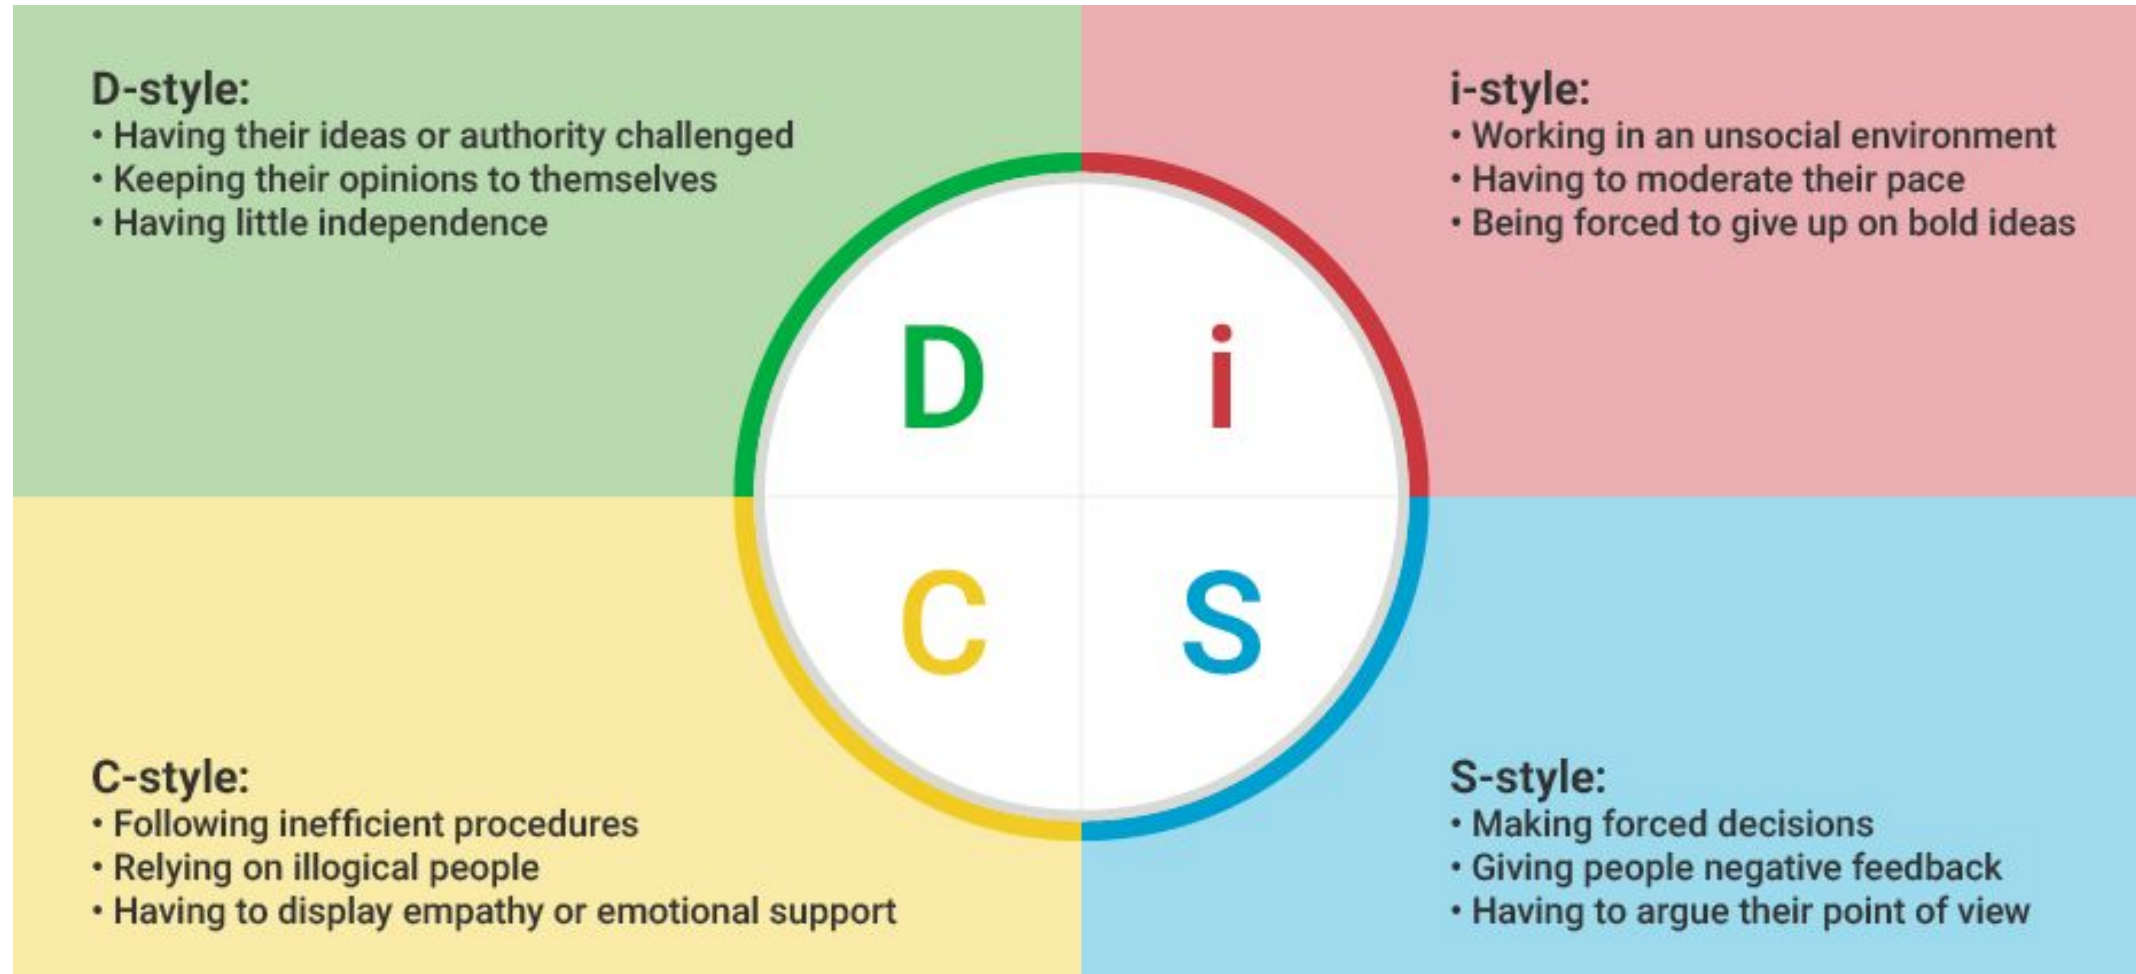 D-style:
• Having their ideas or authority challenged
• Keeping their opinions to themselves
• Having little independence
i-style:
• Working in an unsocial environment
• Having to moderate their pace
• Being forced to give up on bold ideas
D
i
C
S
C-style:
• Following inefficient procedures
• Relying on illogical people
• Having to display empathy or emotional support
S-style:
• Making forced decisions
• Giving people negative feedback
• Having to argue their point of view